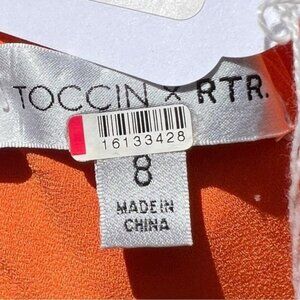 TOCCIN X RTR.
16133428
8
MADE IN
CHINA